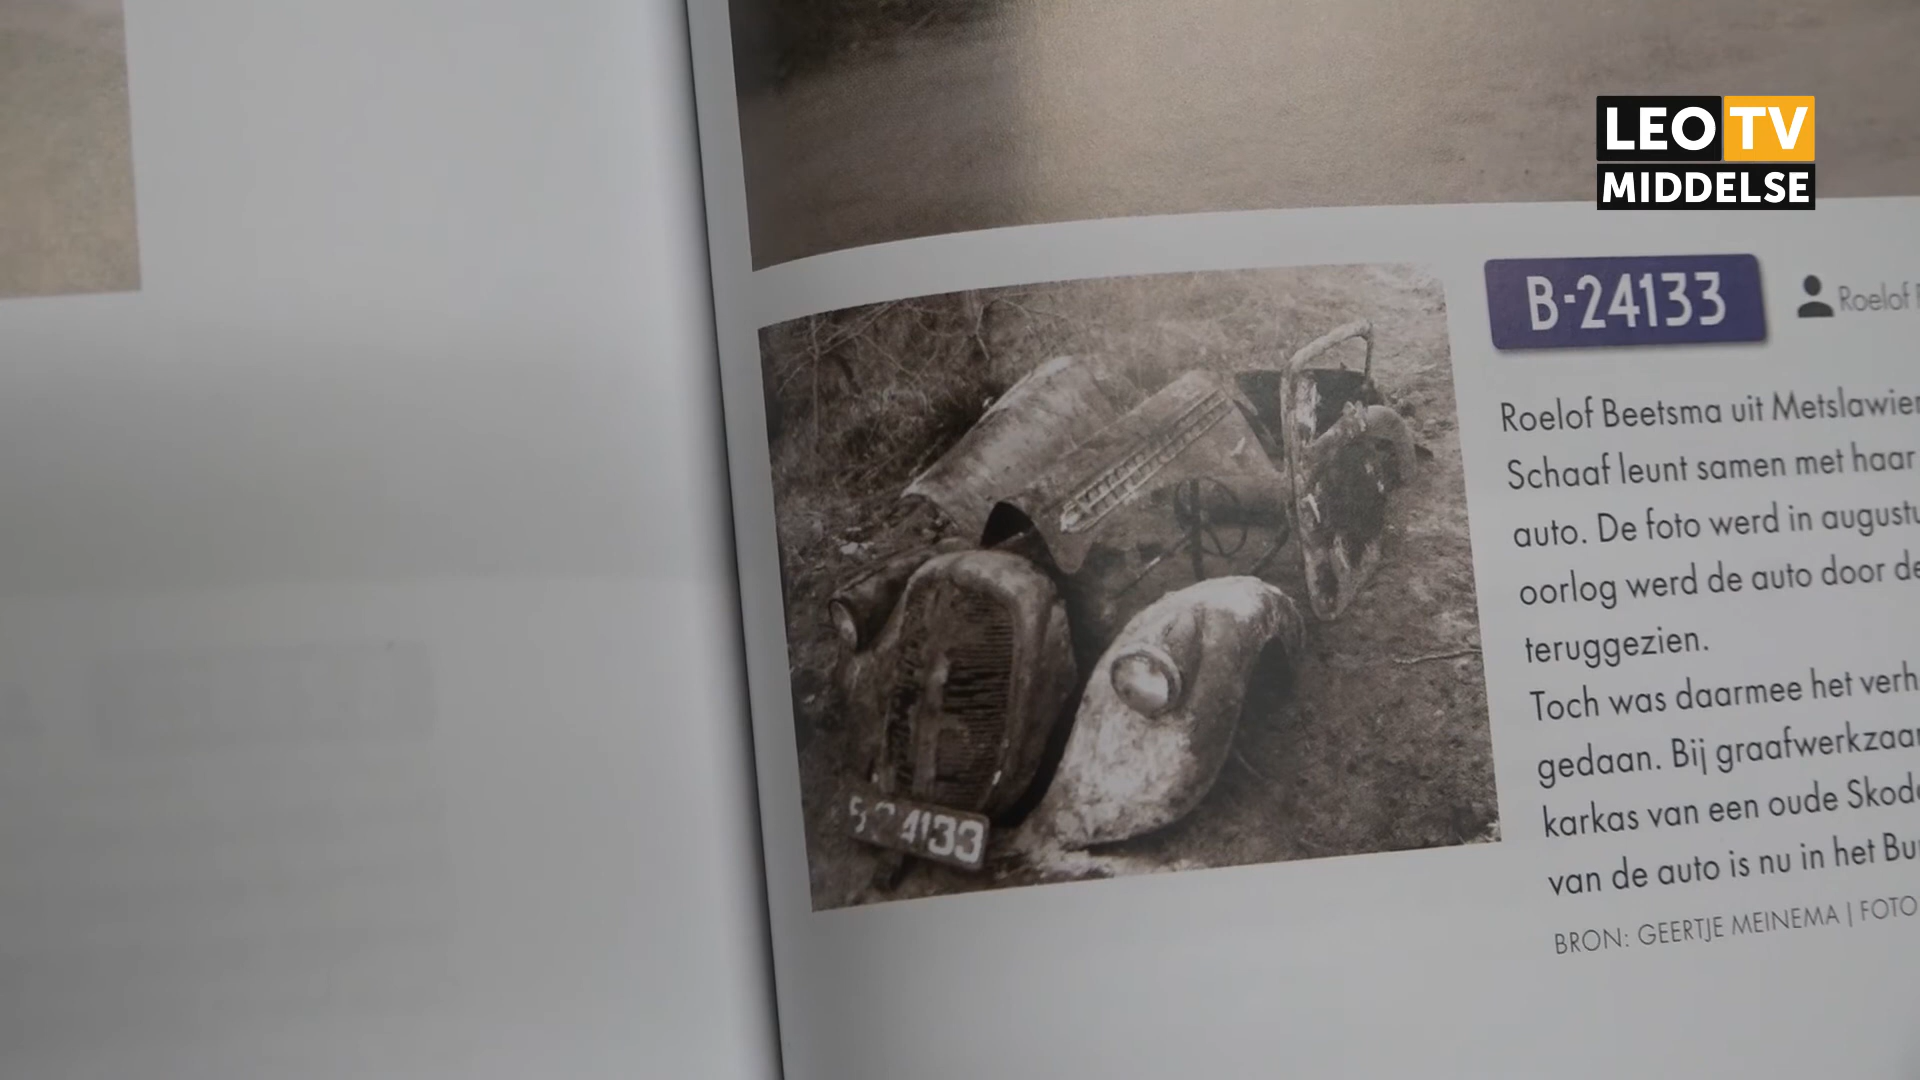 LEO TV
MIDDELSE
B-24133
Roelof
Roelof Beetsma uit Metslawier
Schaaf leunt samen met haar
auto. De foto werd in augustu
oorlog werd de auto door de
teruggezien.
Toch was daarmee het verh
gedaan. Bij graafwerkzaa
karkas van een oude Skod
van de auto is nu in het Bu
BRON: GEERTJE MEINEMA | FOTO
4133